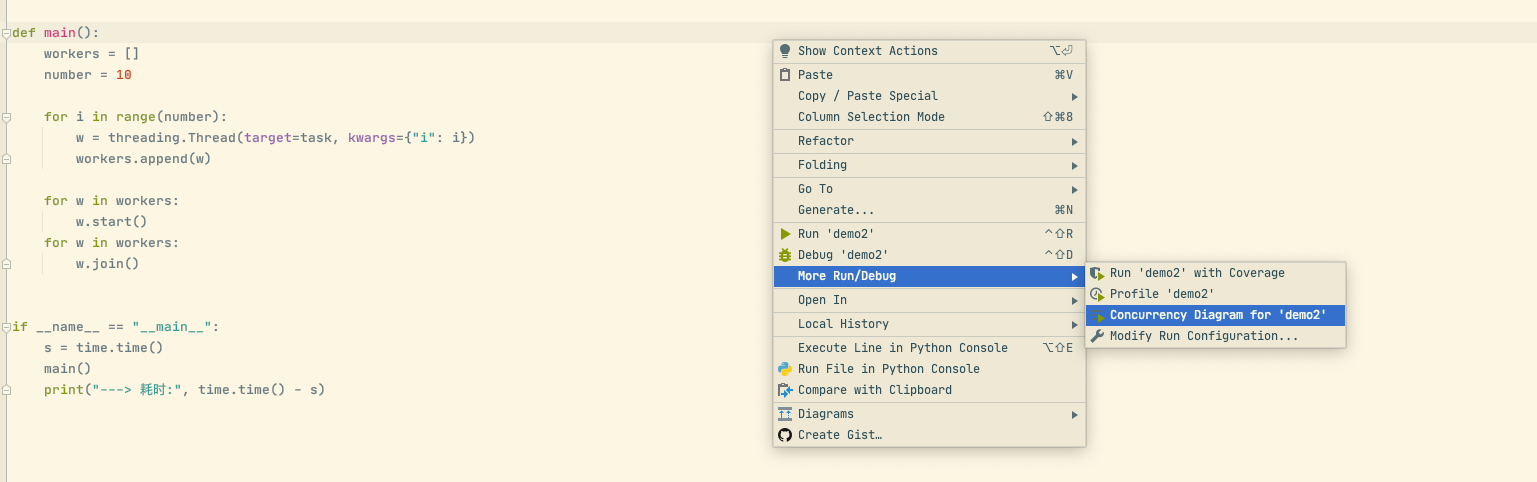 def main():
    workers = []
    number = 10
    for i in range(number):
        w = threading.Thread(target=task, kwargs={"i": i})
        workers.append(w)
    for w in workers:
        w.start()
    for w in workers:
        w.join()
if __name__ == "__main__":
    s = time.time()
    main()
    print("---> 耗时:", time.time() - s)
Show Context Actions ⌥⏎
Paste ⌘V
Copy / Paste Special
Column Selection Mode ⇧⌘8
Refactor
Folding
Go To
Generate... ⌘N
Run 'demo2' ^⇧R
Debug 'demo2' ^⇧D
More Run/Debug
Open In
Local History
Execute Line in Python Console ⌥⇧E
Run File in Python Console
Compare with Clipboard
Diagrams
Create Gist…
Run 'demo2' with Coverage
Profile 'demo2'
Concurrency Diagram for 'demo2'
Modify Run Configuration...